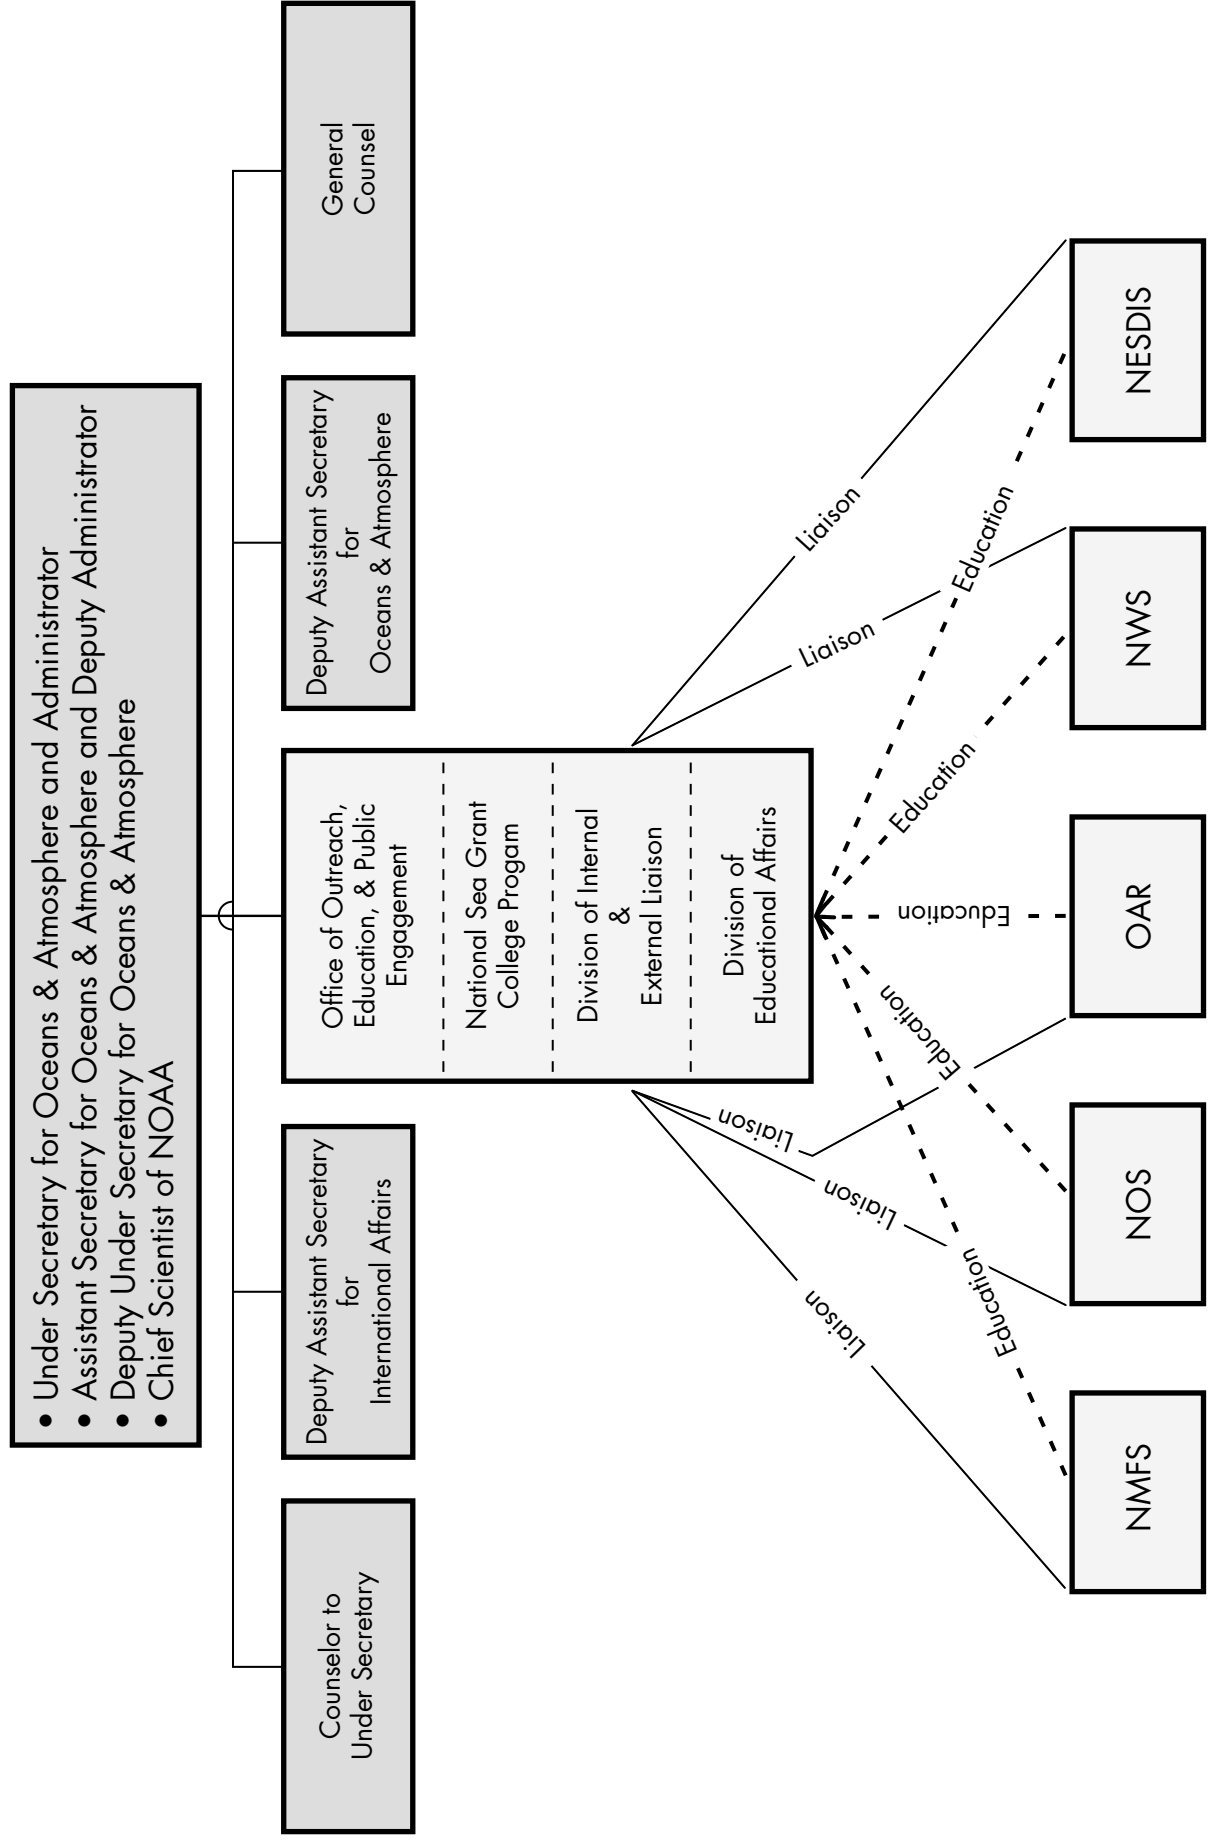 • Under Secretary for Oceans & Atmosphere and Administrator
• Assistant Secretary for Oceans & Atmosphere and Deputy Administrator
• Deputy Under Secretary for Oceans & Atmosphere
• Chief Scientist of NOAA
Counselor to
Under Secretary
Deputy Assistant Secretary
for
International Affairs
Office of Outreach,
Education, & Public
Engagement
National Sea Grant
College Progam
Division of Internal
&
External Liaison
Division of
Educational Affairs
Deputy Assistant Secretary
for
Oceans & Atmosphere
General
Counsel
Liaison
Liaison
Liaison
Liaison
Liaison
Education
Education
Education
Education
Education
NMFS
NOS
OAR
NWS
NESDIS